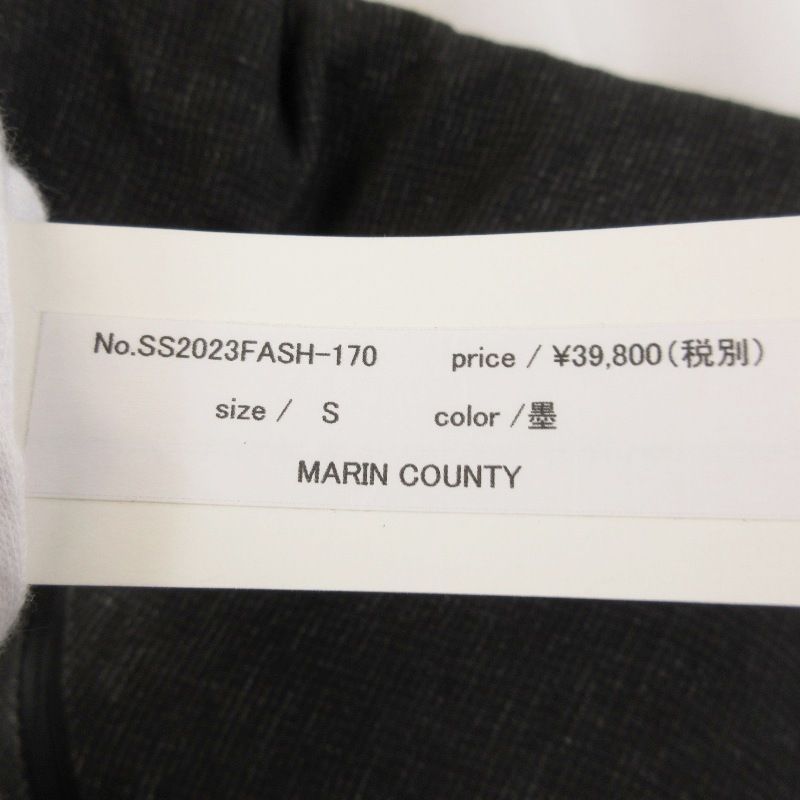 No.SS2023FASH-170 price / ¥39,800(税別)
size / S color /墨
MARIN COUNTY